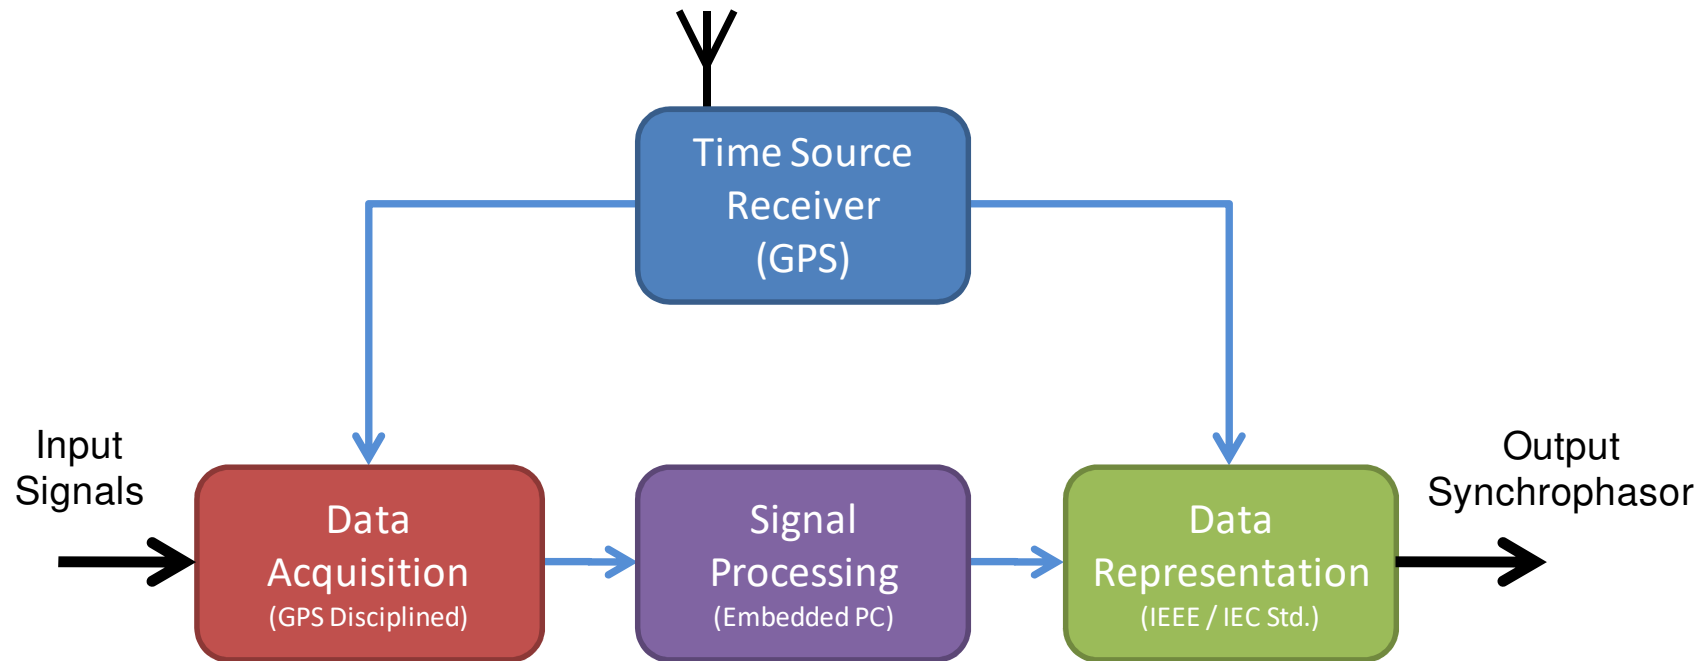 Time Source
Receiver
(GPS)
Input
Signals
Data
Acquisition
(GPS Disciplined)
Signal
Processing
(Embedded PC)
Data
Representation
(IEEE / IEC Std.)
Output
Synchrophasor